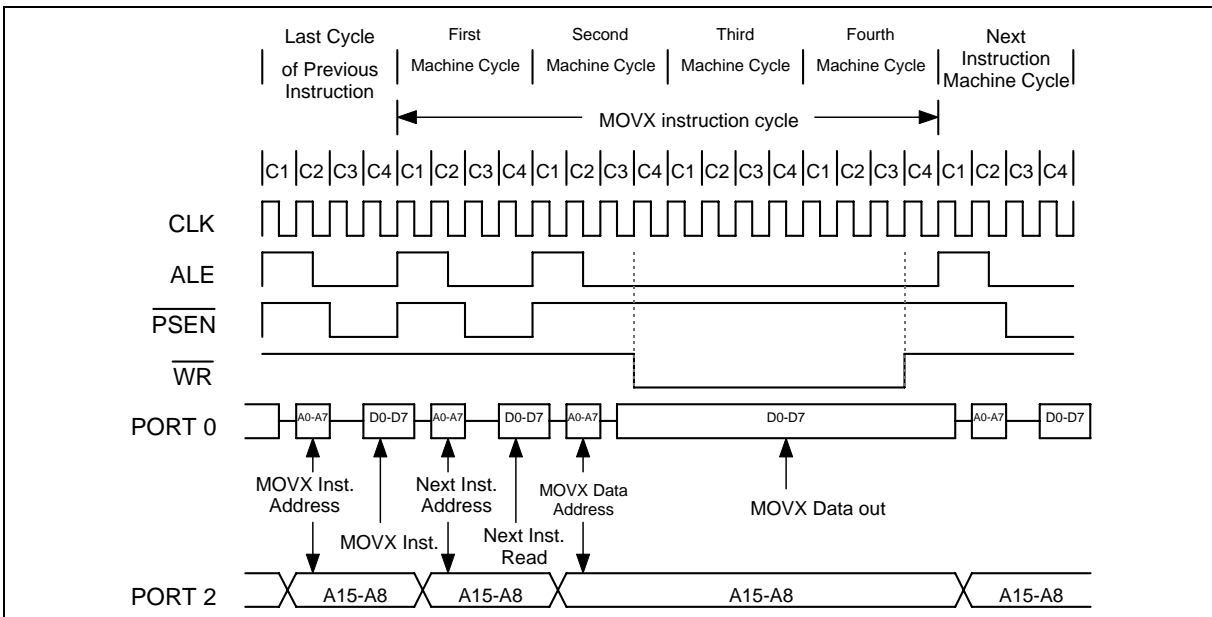 Last Cycle
of Previous
Instruction
First
Machine Cycle
Second
Machine Cycle
Third
Machine Cycle
Fourth
Machine Cycle
Next
Instruction
Machine Cycle
MOVX instruction cycle
C1 C2 C3 C4 C1 C2 C3 C4 C1 C2 C3 C4 C1 C2 C3 C4 C1 C2 C3 C4 C1 C2 C3 C4
CLK
ALE
PSEN
WR
PORT 0
A0-A7 D0-D7 A0-A7 D0-D7 A0-A7 D0-D7 A0-A7 D0-D7
MOVX Inst.
Address
MOVX Inst.
Next Inst.
Address
Next Inst.
Read
MOVX Data
Address
MOVX Data out
PORT 2
A15-A8 A15-A8 A15-A8 A15-A8